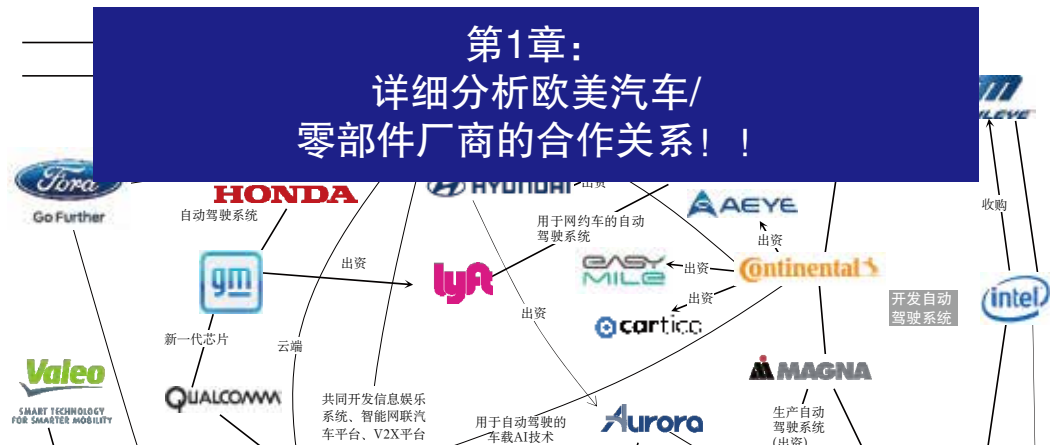 第1章：
详细分析欧美汽车/
零部件厂商的合作关系！！
Ford
Go Further
HONDA
自动驾驶系统
HYUNDAI
出资
用于网约车的自动
驾驶系统
AEYE
收购
出资
gm
出资
lyft
EASY
MILE
出资
Continental
出资
cartica
开发自动
驾驶系统
intel
出资
新一代芯片
云端
Valeo
SMART TECHNOLOGY
FOR SMARTER MOBILITY
QUALCOMM
共同开发信息娱乐
系统、智能网联汽
车平台、V2X平台
用于自动驾驶的
车载AI技术
Aurora
MAGNA
生产自动
驾驶系统
(出资)